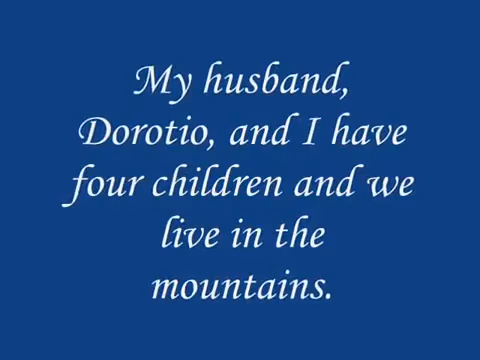 My husband,
Dorotio, and I have
four children and we
live in the
mountains.